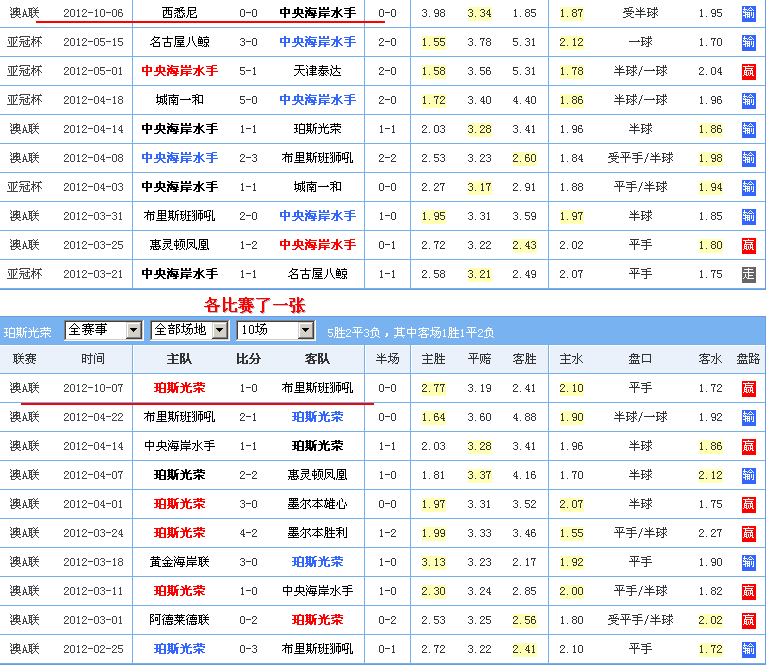 澳A联 2012-10-06 西悉尼 0-0 中央海岸水手 0-0 3.98 3.34 1.85 1.87 受半球 1.95 输
亚冠杯 2012-05-15 名古屋八鲸 3-0 中央海岸水手 2-0 1.55 3.78 5.31 2.12 一球 1.70 输
亚冠杯 2012-05-01 中央海岸水手 5-1 天津泰达 2-0 1.58 3.56 5.31 1.78 半球/一球 2.04 赢
亚冠杯 2012-04-18 城南一和 5-0 中央海岸水手 2-0 1.72 3.40 4.40 1.86 半球/一球 1.96 输
澳A联 2012-04-14 中央海岸水手 1-1 珀斯光荣 1-1 2.03 3.28 3.41 1.96 半球 1.86 输
澳A联 2012-04-08 中央海岸水手 2-3 布里斯班狮吼 2-2 2.53 3.23 2.60 1.84 受平手/半球 1.98 输
亚冠杯 2012-04-03 中央海岸水手 1-1 城南一和 0-0 2.27 3.17 2.91 1.88 平手/半球 1.94 输
澳A联 2012-03-31 布里斯班狮吼 2-0 中央海岸水手 1-0 1.95 3.31 3.59 1.97 半球 1.85 输
澳A联 2012-03-25 惠灵顿凤凰 1-2 中央海岸水手 0-1 2.72 3.22 2.43 2.02 平手 1.80 赢
亚冠杯 2012-03-21 中央海岸水手 1-1 名古屋八鲸 1-1 2.58 3.21 2.49 2.07 平手 1.75 走
各比赛了一张
珀斯光荣 全赛事 全部场地 10场 5胜2平3负，其中客场1胜1平2负
联赛 时间 主队 比分 客队 半场 主胜 平赔 客胜 主水 盘口 客水 盘路
澳A联 2012-10-07 珀斯光荣 1-0 布里斯班狮吼 0-0 2.77 3.19 2.41 2.10 平手 1.72 赢
澳A联 2012-04-22 布里斯班狮吼 2-1 珀斯光荣 0-0 1.64 3.60 4.88 1.90 半球/一球 1.92 输
澳A联 2012-04-14 中央海岸水手 1-1 珀斯光荣 1-1 2.03 3.28 3.41 1.96 半球 1.86 赢
澳A联 2012-04-07 珀斯光荣 2-2 惠灵顿凤凰 1-0 1.81 3.37 4.16 1.70 半球 2.12 输
澳A联 2012-04-01 珀斯光荣 3-0 墨尔本雄心 0-0 1.97 3.31 3.52 2.07 半球 1.75 赢
澳A联 2012-03-24 珀斯光荣 4-2 墨尔本胜利 1-2 1.99 3.33 3.46 1.55 平手/半球 2.27 赢
澳A联 2012-03-18 黄金海岸联 3-0 珀斯光荣 1-0 3.13 3.23 2.17 1.92 平手 1.90 输
澳A联 2012-03-11 珀斯光荣 1-0 中央海岸水手 1-0 2.30 3.24 2.85 2.00 平手/半球 1.82 赢
澳A联 2012-03-01 阿德莱德联 0-2 珀斯光荣 0-2 2.53 3.25 2.56 1.80 受平手/半球 2.02 赢
澳A联 2012-02-25 珀斯光荣 0-3 布里斯班狮吼 0-1 2.72 3.22 2.41 2.10 平手 1.72 输